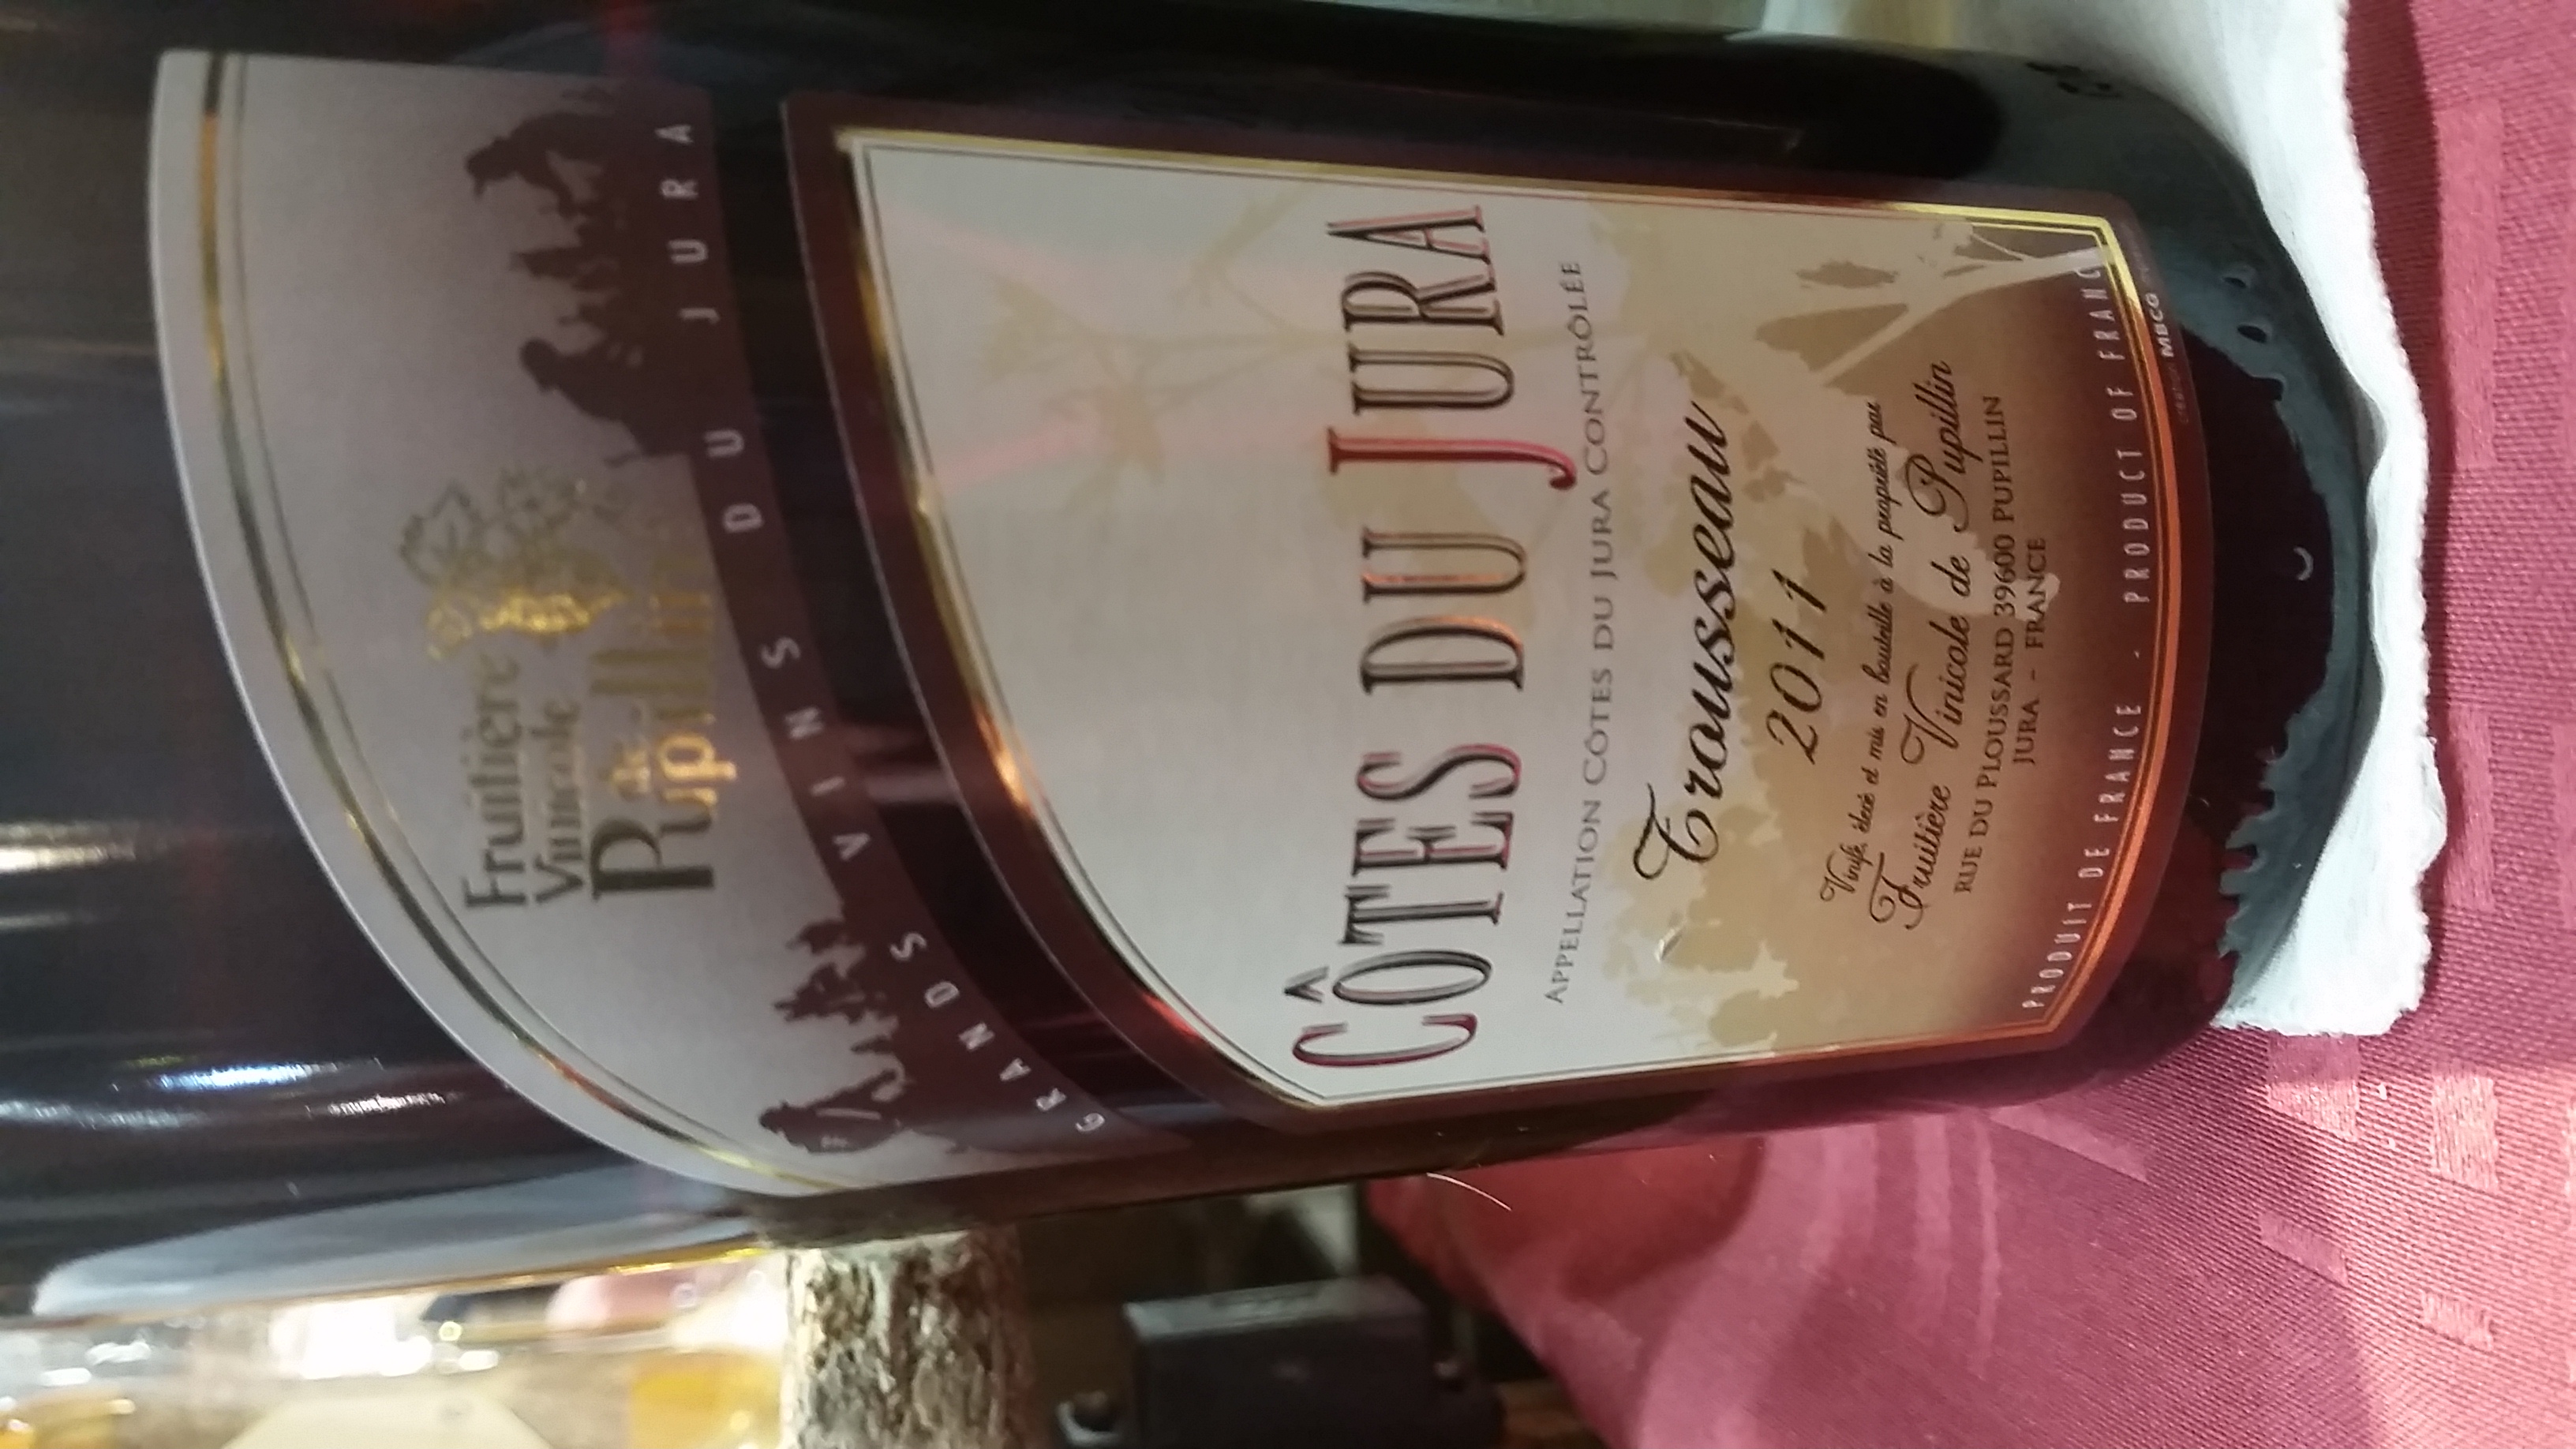 Fruitière
Vinicole
de
Pupillin
GRANDS VINS DU JURA
CÔTES DU JURA
APPELLATION CÔTES DU JURA CONTRÔLÉE
Trousseau
2011
Vinifé, élevé et mis en bouteille à la propriété par
Fruitière Vinicole de Pupillin
RUE DU PLOUSSARD 39600 PUPILLIN
JURA - FRANCE
PRODUIT DE FRANCE - PRODUCT OF FRANCE
création MBCG